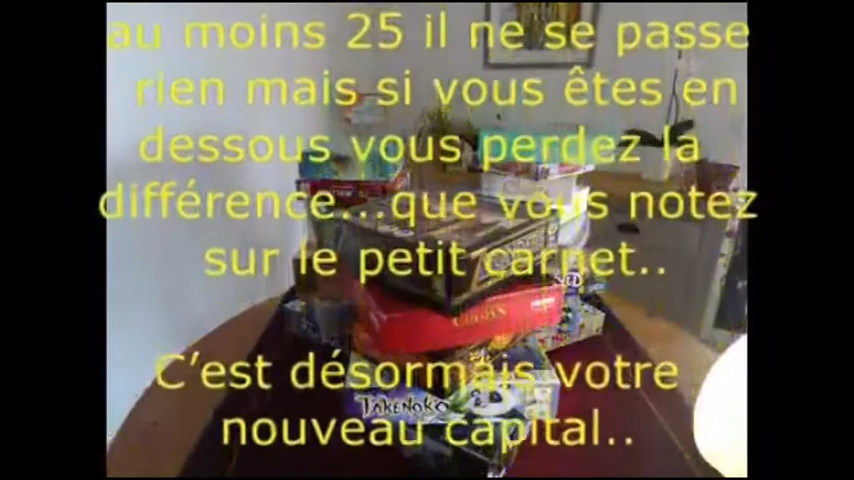 au moins 25 il ne se passe
rien mais si vous êtes en
dessous vous perdez la
différence...que vous notez
sur le petit carnet..
C'est désormais votre
nouveau capital..
TAKENOKO